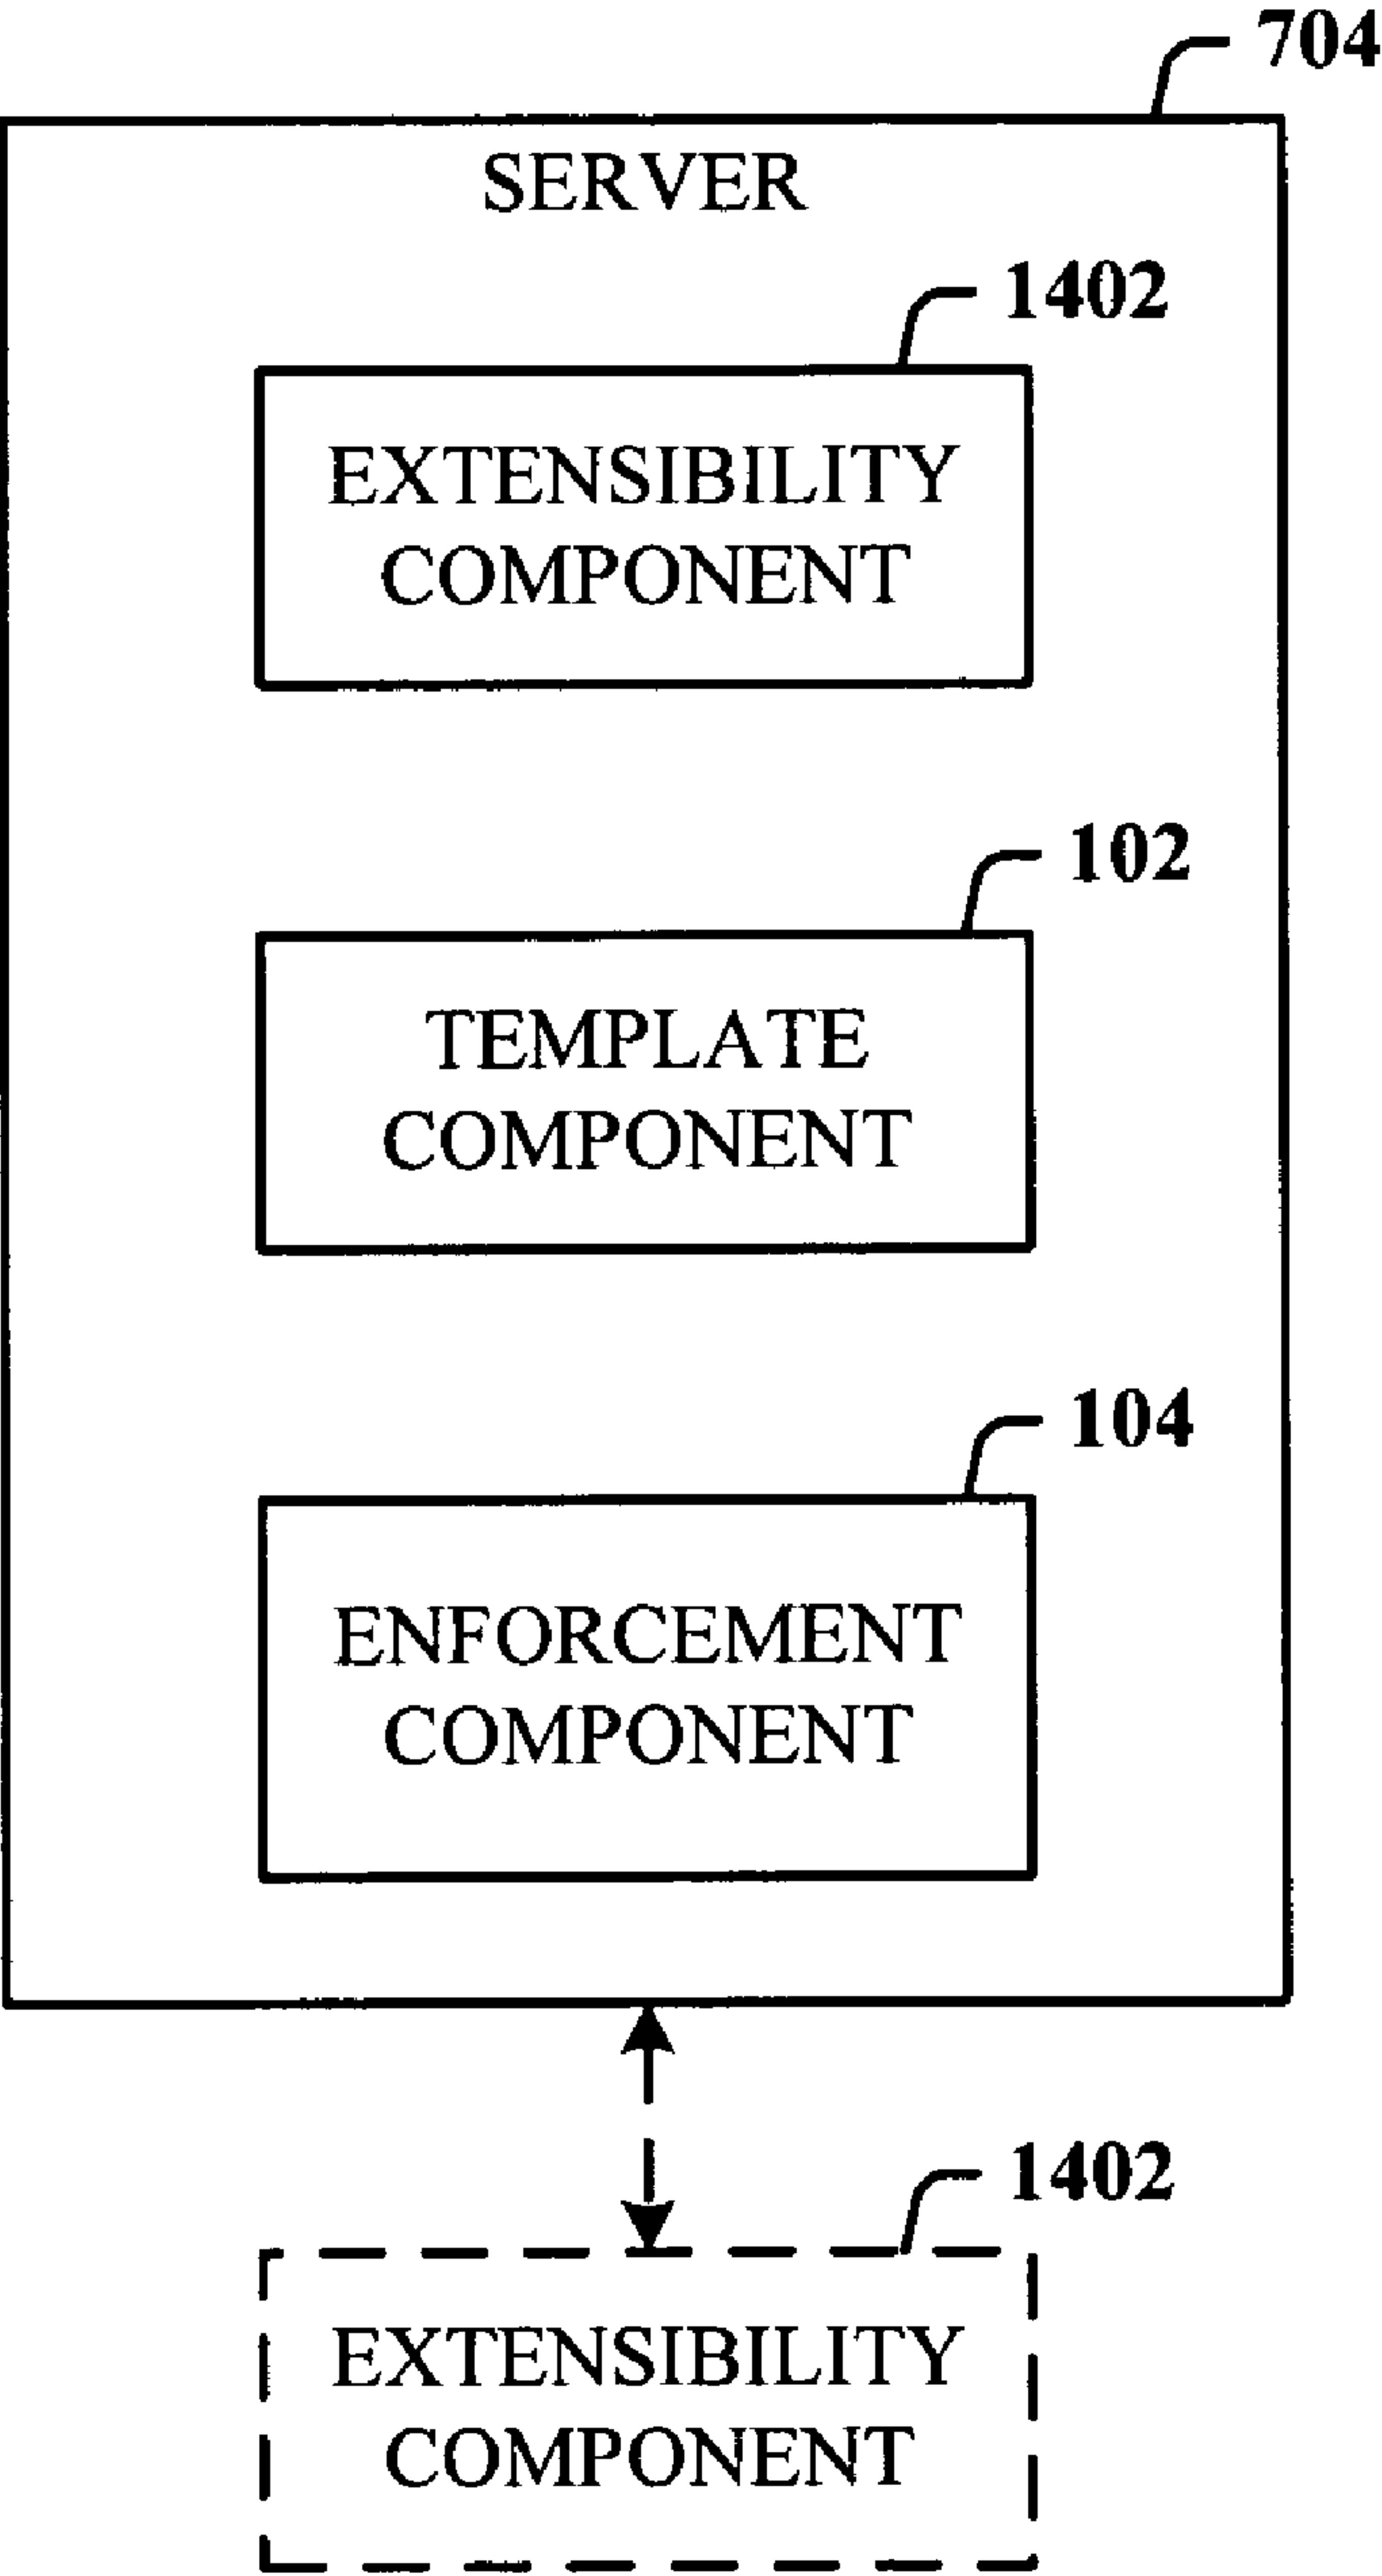 704
SERVER
1402
EXTENSIBILITY
COMPONENT
102
TEMPLATE
COMPONENT
104
ENFORCEMENT
COMPONENT
1402
EXTENSIBILITY
COMPONENT